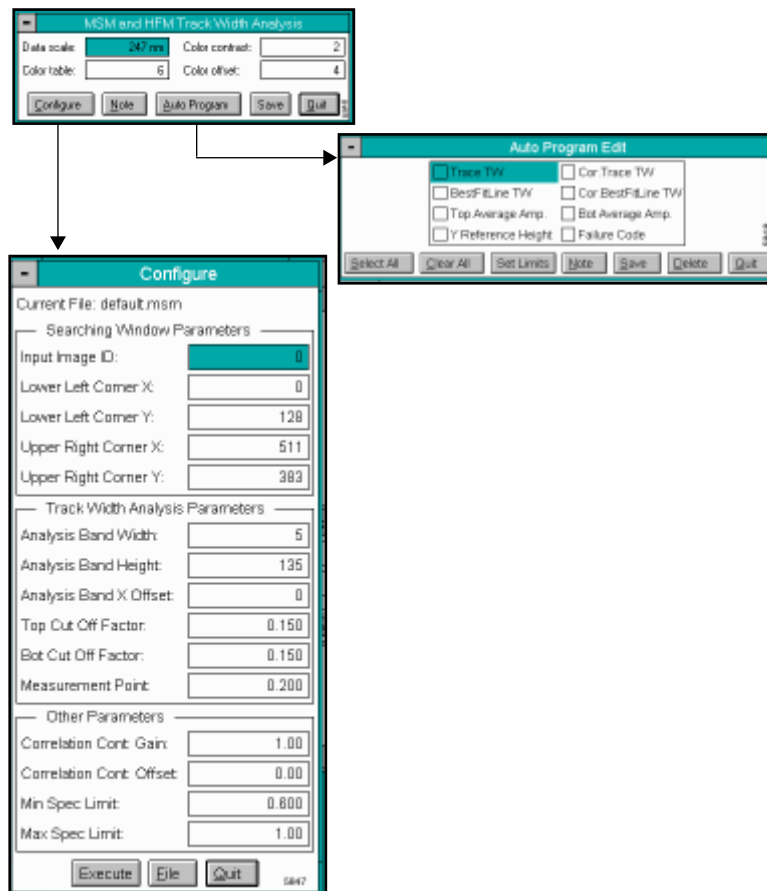 MSM and HFM Track Width Analysis
Data scale: 247 nm Color contrast: 2
Color table: 6 Color offset: 4
Configure Note Auto Program Save Quit
Auto Program Edit
Trace TW Cor.Trace TW
BestFitLine TW Cor.BestFitLine TW
Top Average Amp. Bot Average Amp.
Y Reference Height Failure Code
Select All Clear All Set Limits Note Save Delete Quit
Configure
Current File: default.msm
Searching Window Parameters
Input Image ID: 0
Lower Left Corner X: 0
Lower Left Corner Y: 128
Upper Right Corner X: 511
Upper Right Corner Y: 383
Track Width Analysis Parameters
Analysis Band Width: 5
Analysis Band Height: 135
Analysis Band X Offset: 0
Top Cut Off Factor: 0.150
Bot Cut Off Factor: 0.150
Measurement Point: 0.200
Other Parameters
Correlation Cont. Gain: 1.00
Correlation Cont. Offset: 0.00
Min Spec Limit: 0.600
Max Spec Limit: 1.00
Execute File Quit
5847